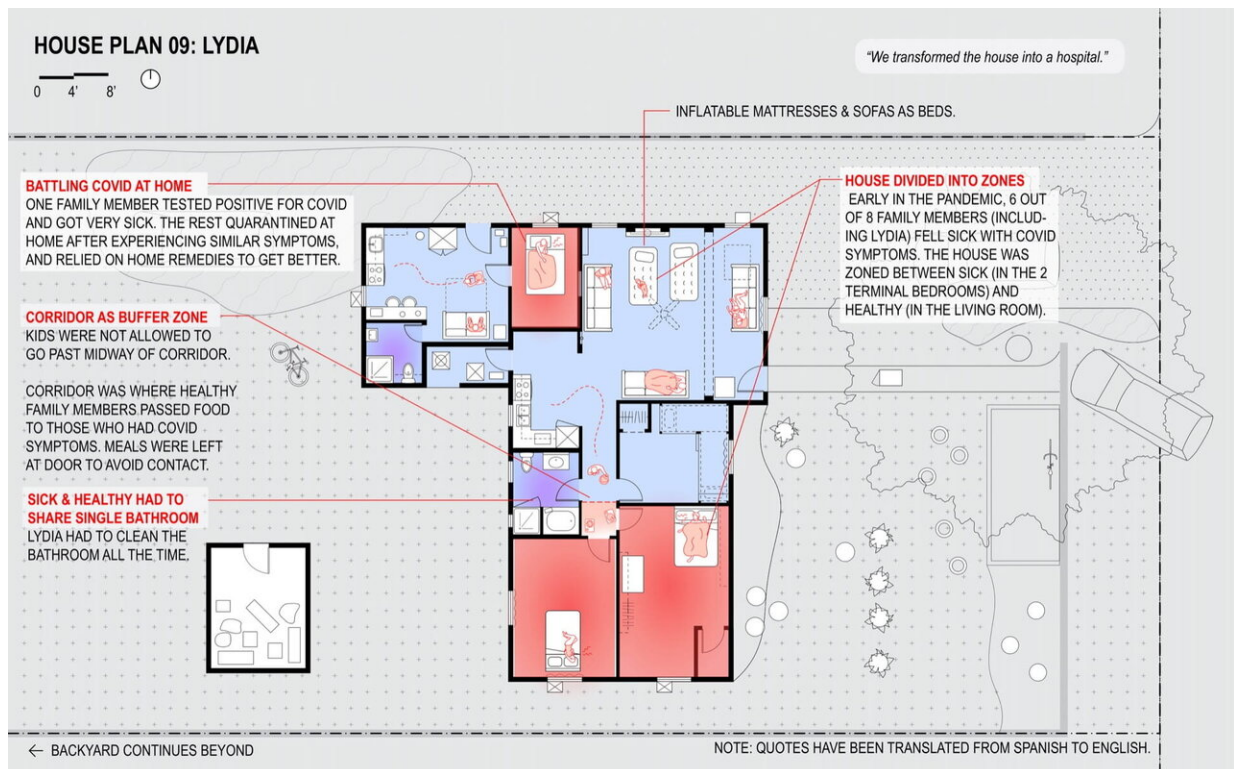 HOUSE PLAN 09: LYDIA
0 4' 8'
"We transformed the house into a hospital."
INFLATABLE MATTRESSES & SOFAS AS BEDS.
BATTLING COVID AT HOME
ONE FAMILY MEMBER TESTED POSITIVE FOR COVID
AND GOT VERY SICK. THE REST QUARANTINED AT
HOME AFTER EXPERIENCING SIMILAR SYMPTOMS,
AND RELIED ON HOME REMEDIES TO GET BETTER.
HOUSE DIVIDED INTO ZONES
EARLY IN THE PANDEMIC, 6 OUT
OF 8 FAMILY MEMBERS (INCLUD-
ING LYDIA) FELL SICK WITH COVID
SYMPTOMS. THE HOUSE WAS
ZONED BETWEEN SICK (IN THE 2
TERMINAL BEDROOMS) AND
HEALTHY (IN THE LIVING ROOM).
CORRIDOR AS BUFFER ZONE
KIDS WERE NOT ALLOWED TO
GO PAST MIDWAY OF CORRIDOR.
CORRIDOR WAS WHERE HEALTHY
FAMILY MEMBERS PASSED FOOD
TO THOSE WHO HAD COVID
SYMPTOMS. MEALS WERE LEFT
AT DOOR TO AVOID CONTACT.
SICK & HEALTHY HAD TO
SHARE SINGLE BATHROOM
LYDIA HAD TO CLEAN THE
BATHROOM ALL THE TIME.
← BACKYARD CONTINUES BEYOND
NOTE: QUOTES HAVE BEEN TRANSLATED FROM SPANISH TO ENGLISH.